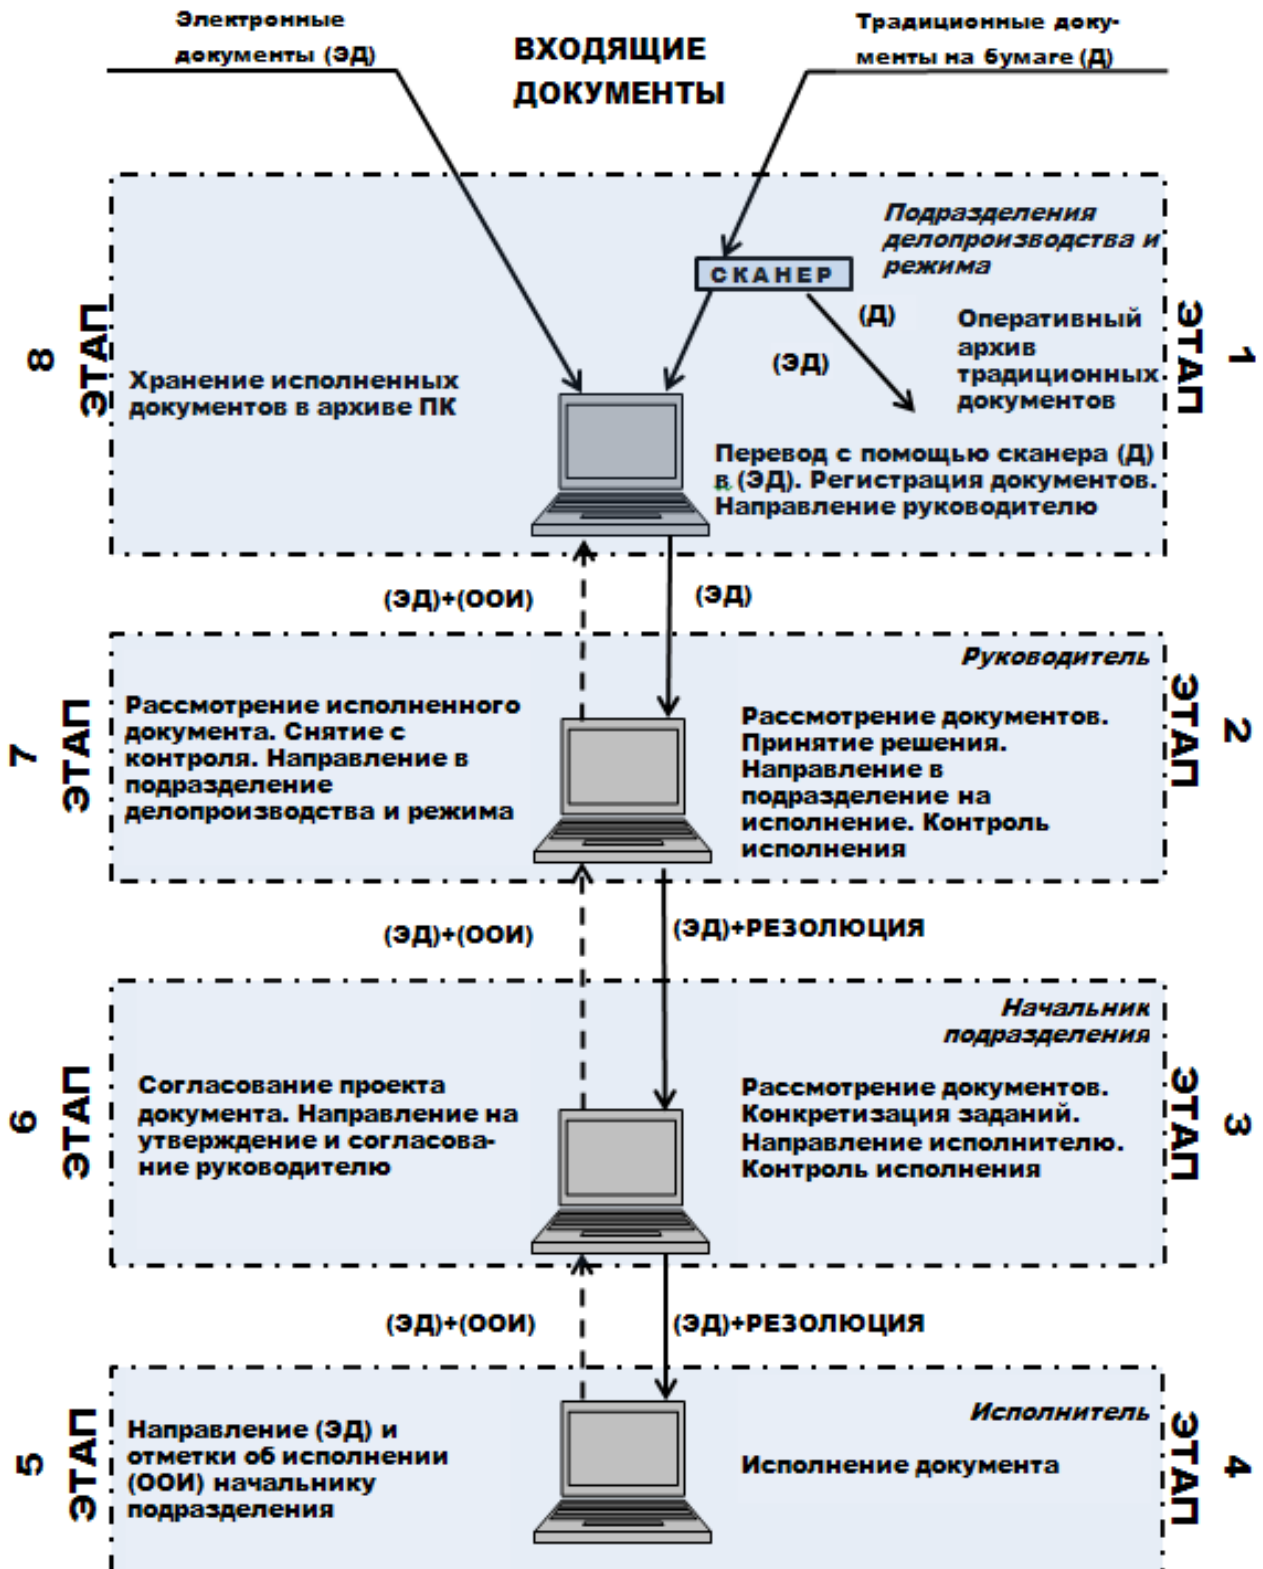 Электронные
документы (ЭД)
ВХОДЯЩИЕ
ДОКУМЕНТЫ
Традиционные доку-
менты на бумаге (Д)
Подразделения
делопроизводства и
режима
СКАНЕР
(Д)
(ЭД)
Оперативный
архив
традиционных
документов
ЭТАП
1
Перевод с помощью сканера (Д)
в (ЭД). Регистрация документов.
Направление руководителю
8
ЭТАП
Хранение исполненных
документов в архиве ПК
(ЭД)+(ООИ)
(ЭД)
Руководитель
7
ЭТАП
Рассмотрение исполненного
документа. Снятие с
контроля. Направление в
подразделение
делопроизводства и режима
Рассмотрение документов.
Принятие решения.
Направление в
подразделение на
исполнение. Контроль
исполнения
ЭТАП
2
(ЭД)+(ООИ)
(ЭД)+РЕЗОЛЮЦИЯ
Начальник
подразделения
6
ЭТАП
Согласование проекта
документа. Направление на
утверждение и согласова-
ние руководителю
Рассмотрение документов.
Конкретизация заданий.
Направление исполнителю.
Контроль исполнения
ЭТАП
3
(ЭД)+(ООИ)
(ЭД)+РЕЗОЛЮЦИЯ
Исполнитель
5
ЭТАП
Направление (ЭД) и
отметки об исполнении
(ООИ) начальнику
подразделения
Исполнение документа
ЭТАП
4